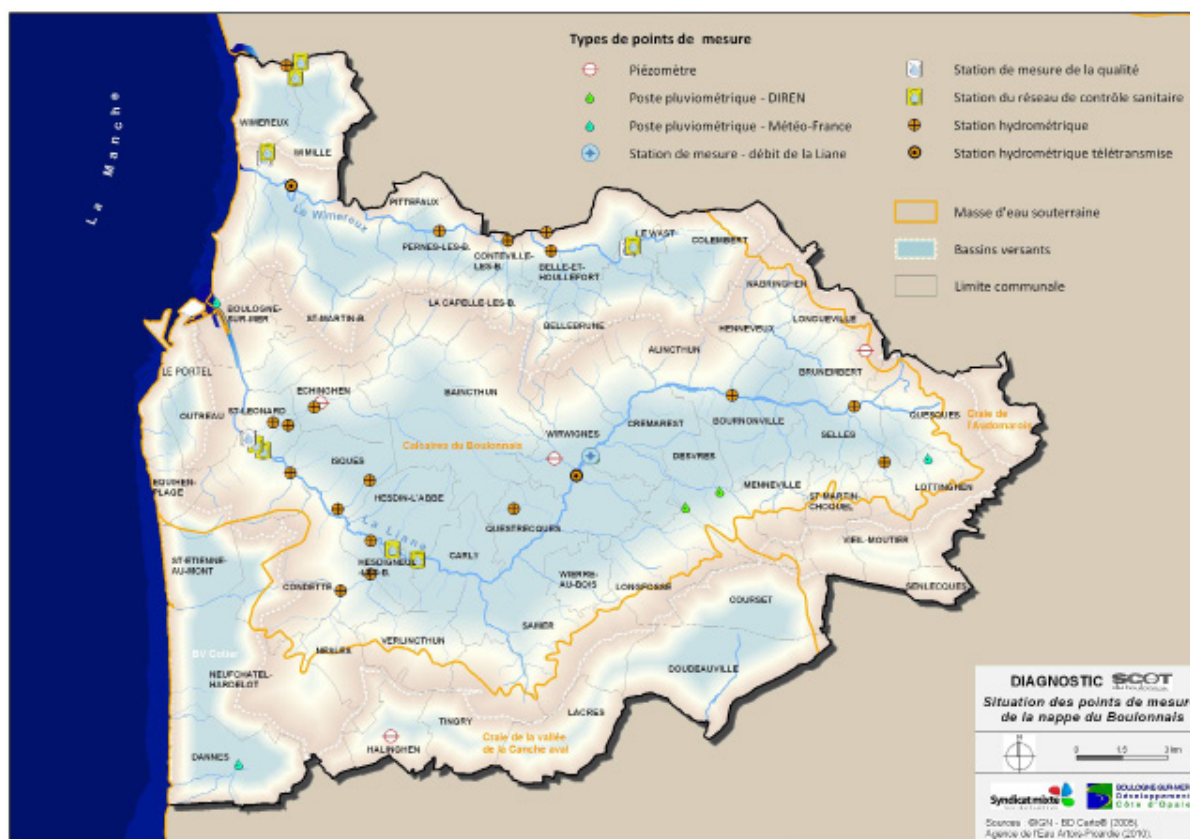 La Manche
Types de points de mesure
Piézomètre
Poste pluviométrique - DIREN
Poste pluviométrique - Météo-France
Station de mesure - débit de la Liane
Station de mesure de la qualité
Station du réseau de contrôle sanitaire
Station hydrométrique
Station hydrométrique télétransmise
Masse d'eau souterraine
Bassins versants
Limite communale
WIMEREUX
WIMILLE
Le Wimereux
PITTEFAUX
PERNES-LES-B.
CONTEVILLE-
LES-B.
BELLE-ET-
HOULLEFORT
LE WAST
COLEMBERT
NABRINGHEN
LONGUEVILLE
HENNEVEUX
BRUNEMBERT
LA CAPELLE-LES-B.
BELLEBRUNE
ALINCTHUN
BOULOGNE-
SUR-MER
ST-MARTIN-B.
LE PORTEL
OUTREAU
ECHINGHEN
ST-LEONARD
BAINCTHUN
WIRWIGNES
CREMAREST
BOURNONVILLE
SELLES
QUESQUES
Craie de
l'Audomarois
Calcaires du Boulonnais
ISQUES
HESDIN-L'ABBE
DESVRES
MENNEVILLE
LOTTINGHEN
ST-MARTIN-
CHOQUEL
VIEIL-MOUTIER
SENLECQUES
EQUIHEN-
PLAGE
QUESTRECQUES
La Liane
CARLY
HESDIGNEUL-
LES-B.
ST-ETIENNE-
AU-MONT
CONDETTE
WIERRE-
AU-BOIS
LONGFOSSE
COURSET
SAMER
VERLINCTHUN
NESLES
DOUDEAUVILLE
BV Cotier
NEUFCHATEL-
HARDELOT
LACRES
TINGRY
HALINGHEN
Craie de la vallée
de la Canche aval
DANNES
DIAGNOSTIC SCOT
du boulonnais
Situation des points de mesure
de la nappe du Boulonnais
N
0 1,5 3 km
Syndicat mixte
BOULOGNE-SUR-MER
Développement
Côte d'Opale
Sources : ©IGN - BD Carto® (2005),
Agence de l'Eau Artois-Picardie (2010).